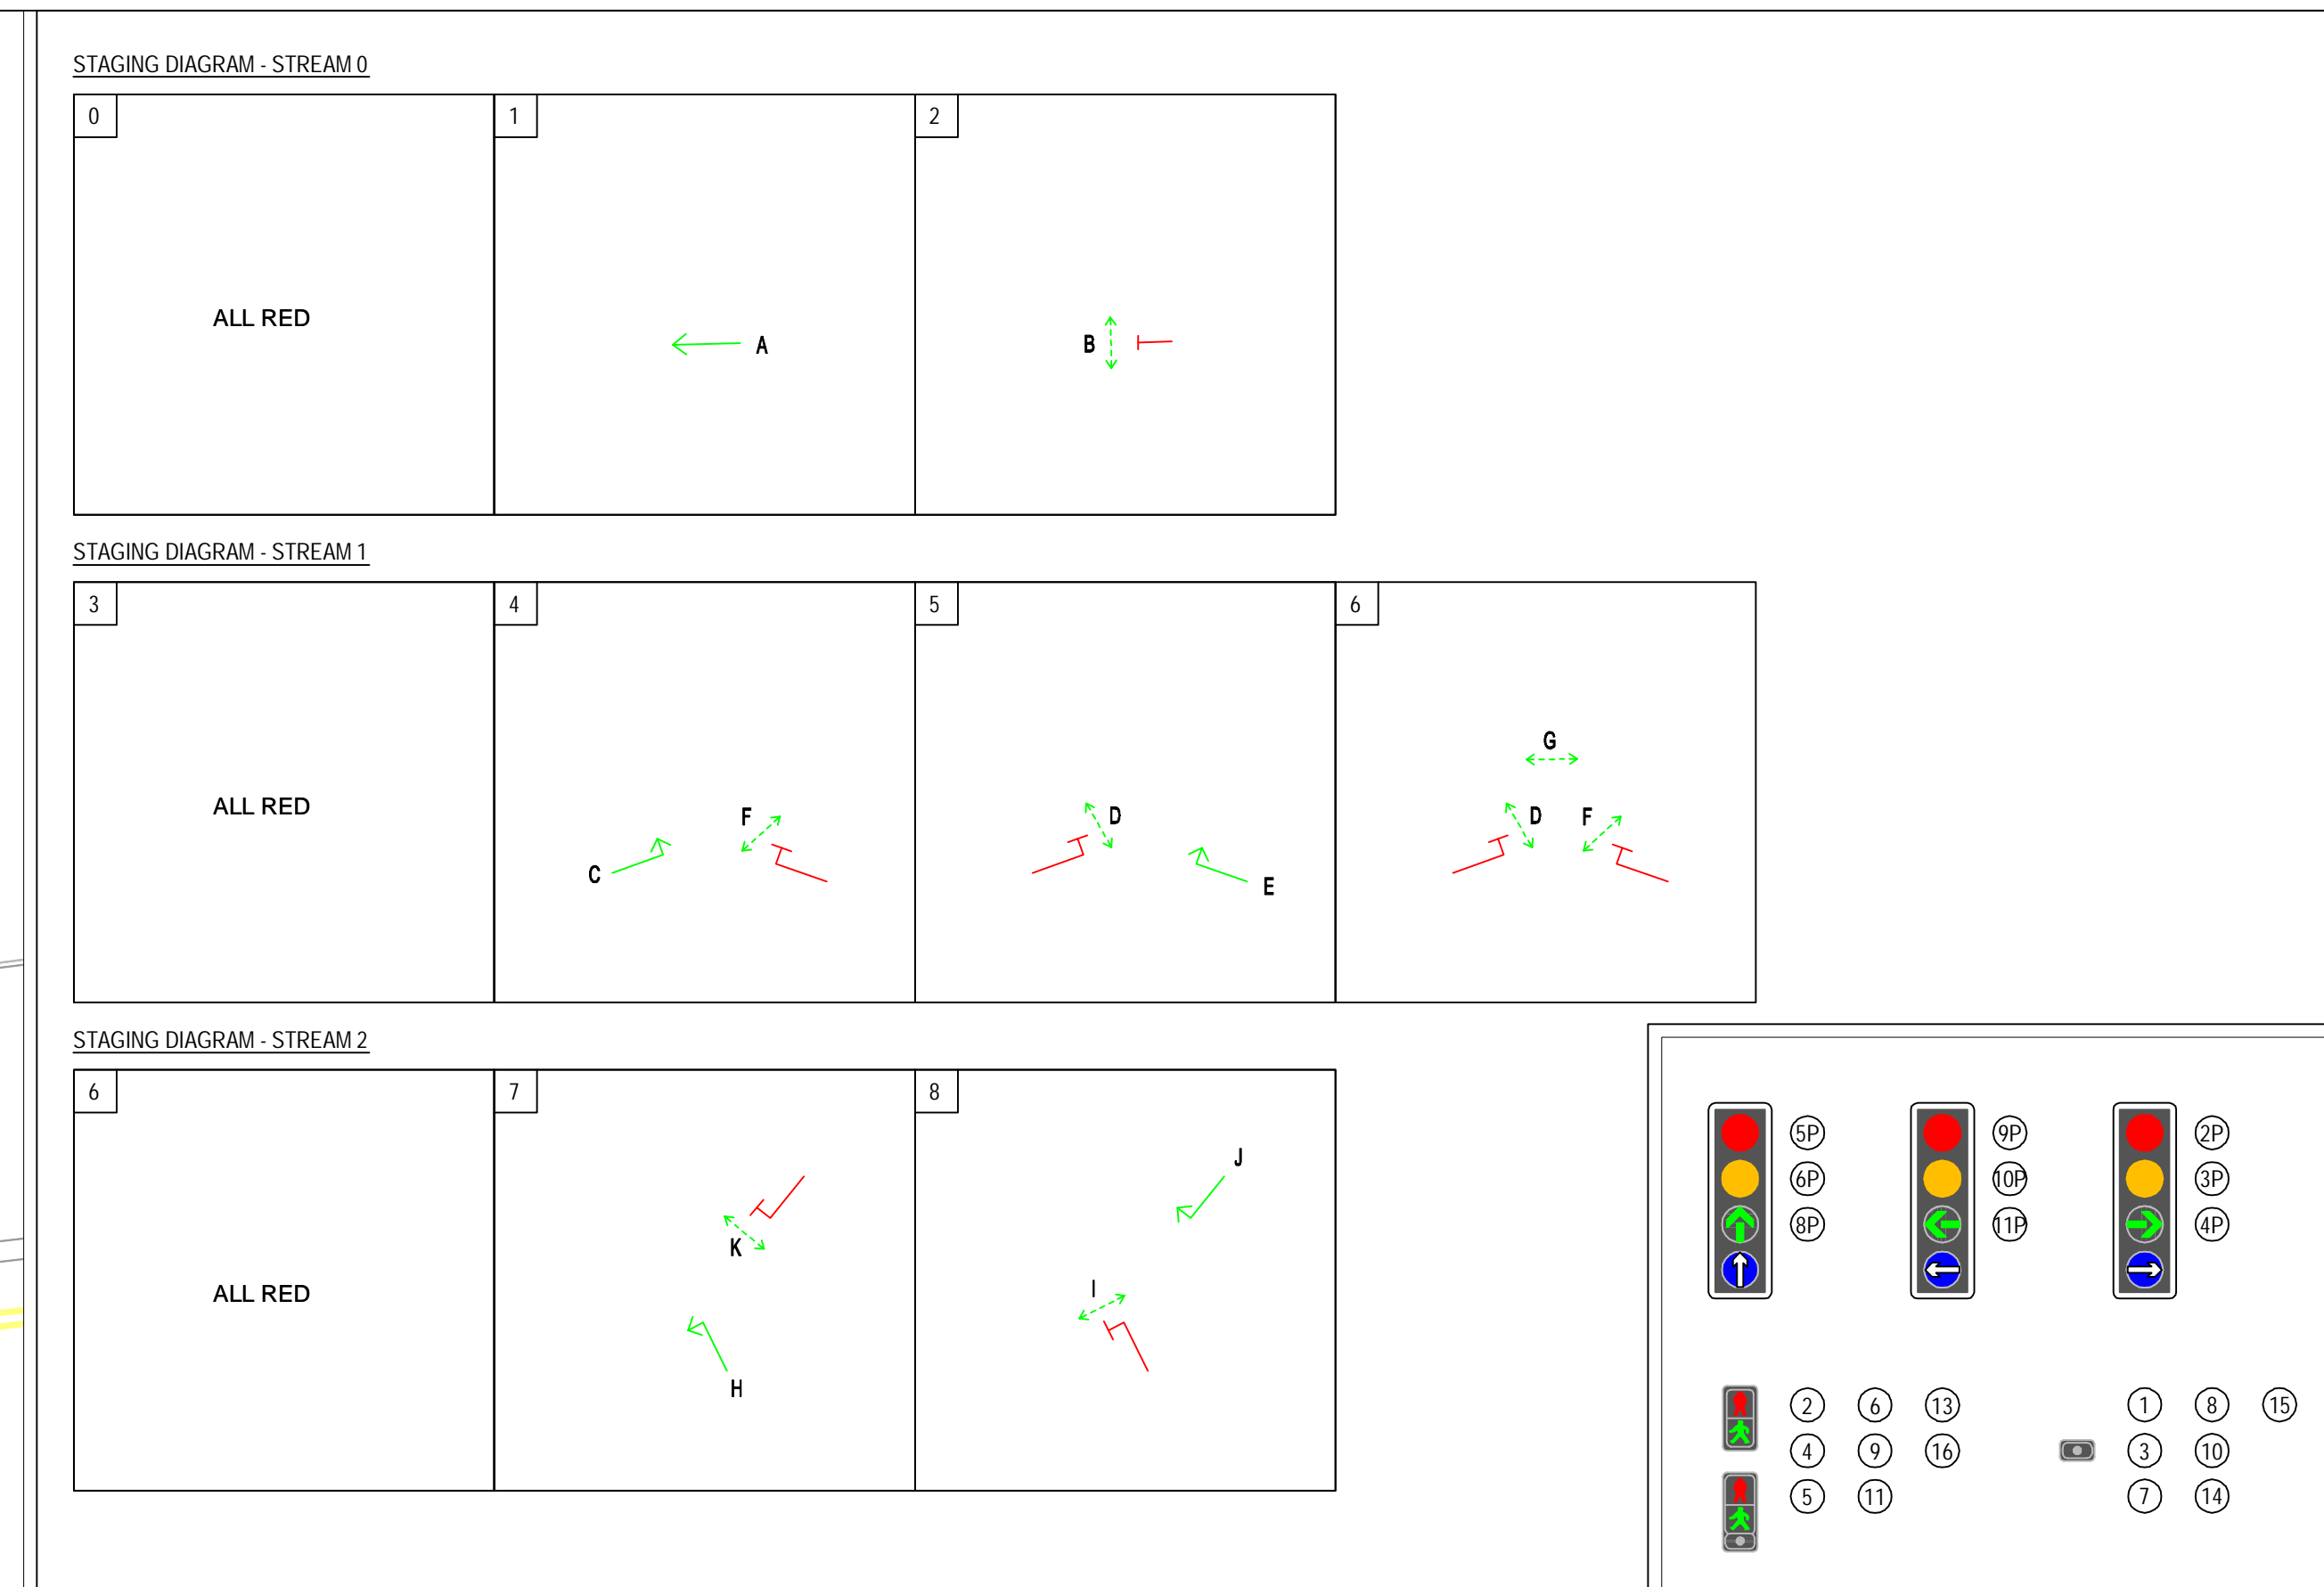 STAGING DIAGRAM - STREAM 0
0
1
2
ALL RED
A
B
STAGING DIAGRAM - STREAM 1
3
4
5
6
G
ALL RED
F
D
D
F
C
E
STAGING DIAGRAM - STREAM 2
6
7
8
J
K
ALL RED
I
H
5P
9P
2P
6P
10P
3P
8P
11P
4P
2
6
13
1
8
15
4
9
16
3
10
5
11
7
14